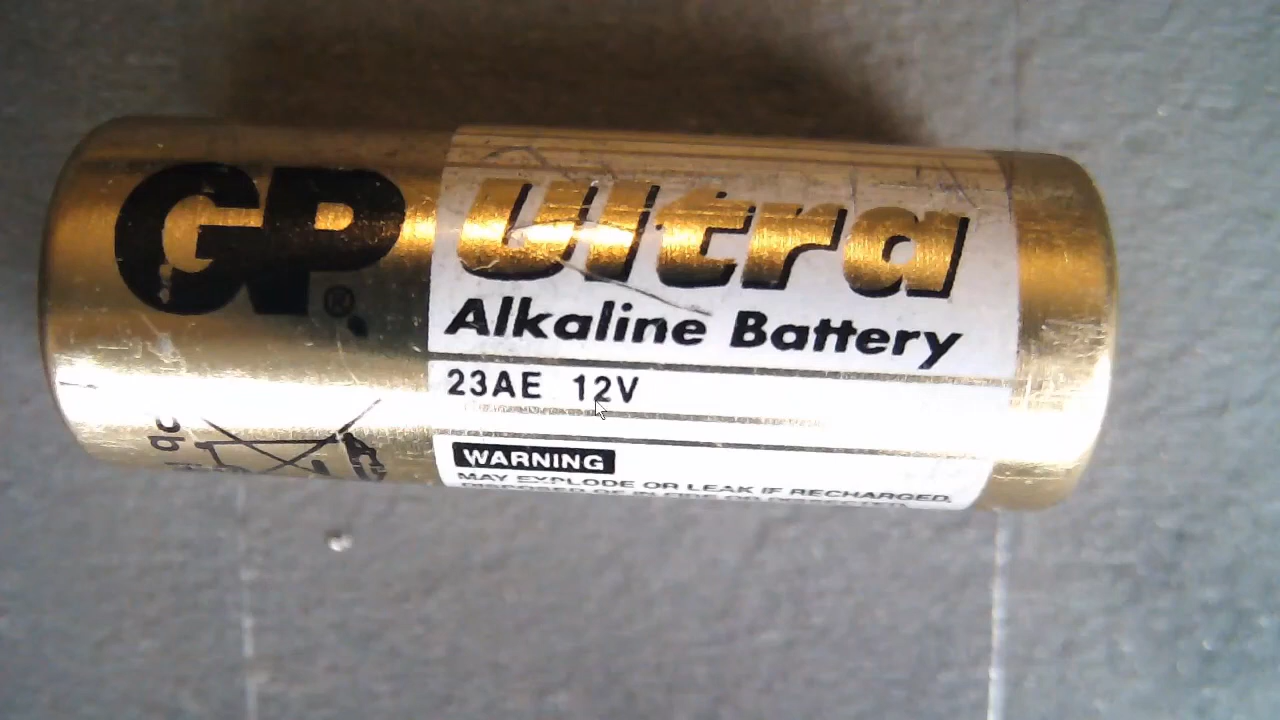 GP®
Ultra
Alkaline Battery
23AE 12V
WARNING
MAY EXPLODE OR LEAK IF RECHARGED,